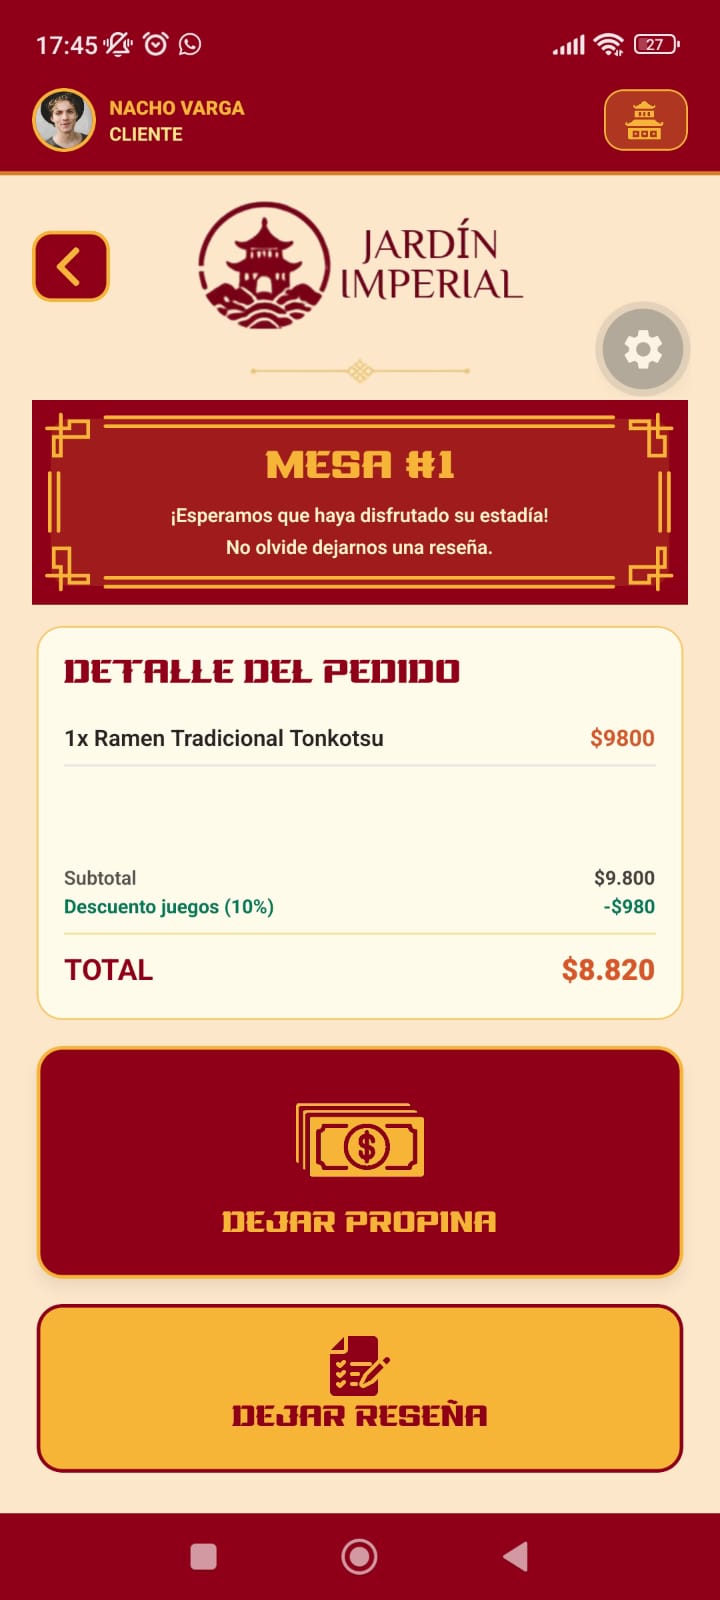 17:45
27
NACHO VARGA
CLIENTE
JARDÍN
IMPERIAL
MESA #1
¡Esperamos que haya disfrutado su estadía!
No olvide dejarnos una reseña.
DETALLE DEL PEDIDO
1x Ramen Tradicional Tonkotsu $9800
Subtotal $9.800
Descuento juegos (10%) -$980
TOTAL $8.820
$
DEJAR PROPINA
DEJAR RESEÑA